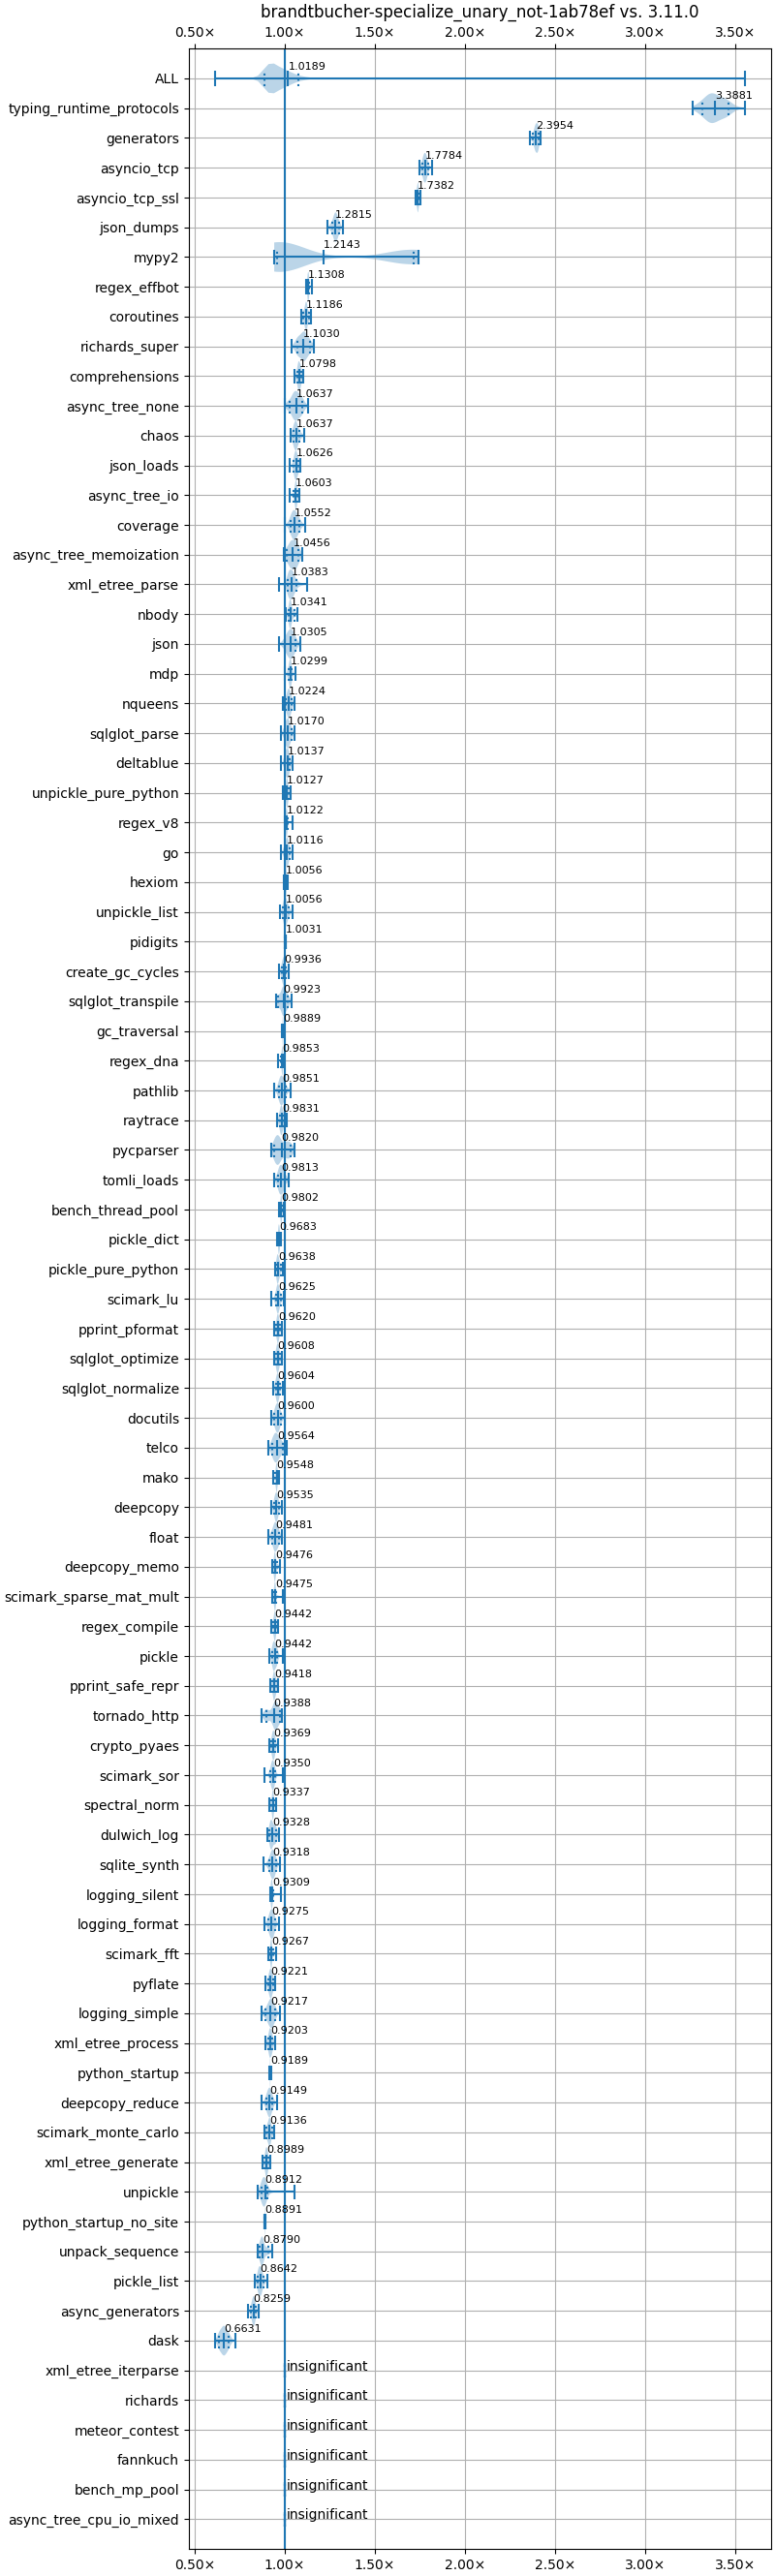 brandtbucher-specialize_unary_not-1ab78ef vs. 3.11.0
0.50× 1.00× 1.50× 2.00× 2.50× 3.00× 3.50×
ALL 1.0189
typing_runtime_protocols 3.3881
generators 2.3954
asyncio_tcp 1.7784
asyncio_tcp_ssl 1.7382
json_dumps 1.2815
mypy2 1.2143
regex_effbot 1.1308
coroutines 1.1186
richards_super 1.1030
comprehensions 1.0798
async_tree_none 1.0637
chaos 1.0637
json_loads 1.0626
async_tree_io 1.0603
coverage 1.0552
async_tree_memoization 1.0456
xml_etree_parse 1.0383
nbody 1.0341
json 1.0305
mdp 1.0299
nqueens 1.0224
sqlglot_parse 1.0170
deltablue 1.0137
unpickle_pure_python 1.0127
regex_v8 1.0122
go 1.0116
hexiom 1.0056
unpickle_list 1.0056
pidigits 1.0031
create_gc_cycles 0.9936
sqlglot_transpile 0.9923
gc_traversal 0.9889
regex_dna 0.9853
pathlib 0.9851
raytrace 0.9831
pycparser 0.9820
tomli_loads 0.9813
bench_thread_pool 0.9802
pickle_dict 0.9683
pickle_pure_python 0.9638
scimark_lu 0.9625
pprint_pformat 0.9620
sqlglot_optimize 0.9608
sqlglot_normalize 0.9604
docutils 0.9600
telco 0.9564
mako 0.9548
deepcopy 0.9535
float 0.9481
deepcopy_memo 0.9476
scimark_sparse_mat_mult 0.9475
regex_compile 0.9442
pickle 0.9442
pprint_safe_repr 0.9418
tornado_http 0.9388
crypto_pyaes 0.9369
scimark_sor 0.9350
spectral_norm 0.9337
dulwich_log 0.9328
sqlite_synth 0.9318
logging_silent 0.9309
logging_format 0.9275
scimark_fft 0.9267
pyflate 0.9221
logging_simple 0.9217
xml_etree_process 0.9203
python_startup 0.9189
deepcopy_reduce 0.9149
scimark_monte_carlo 0.9136
xml_etree_generate 0.8989
unpickle 0.8912
python_startup_no_site 0.8891
unpack_sequence 0.8790
pickle_list 0.8642
async_generators 0.8259
dask 0.6631
xml_etree_iterparse insignificant
richards insignificant
meteor_contest insignificant
fannkuch insignificant
bench_mp_pool insignificant
async_tree_cpu_io_mixed insignificant
0.50× 1.00× 1.50× 2.00× 2.50× 3.00× 3.50×